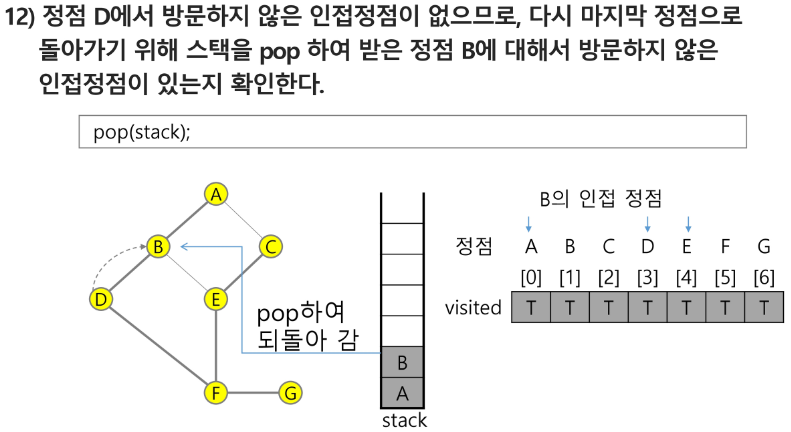 12) 정점 D에서 방문하지 않은 인접정점이 없으므로, 다시 마지막 정점으로
돌아가기 위해 스택을 pop 하여 받은 정점 B에 대해서 방문하지 않은
인접정점이 있는지 확인한다.
pop(stack);
A
B
C
D
E
F
G
pop하여
되돌아 감
B
A
stack
B의 인접 정점
정점 A B C D E F G
[0] [1] [2] [3] [4] [5] [6]
visited T T T T T T T